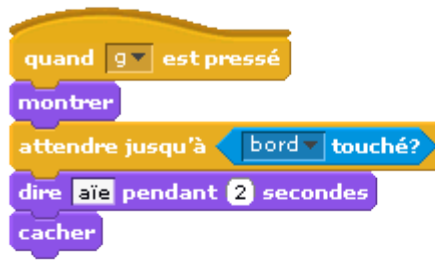 quand g est pressé
montrer
attendre jusqu'à bord touché?
dire aïe pendant 2 secondes
cacher